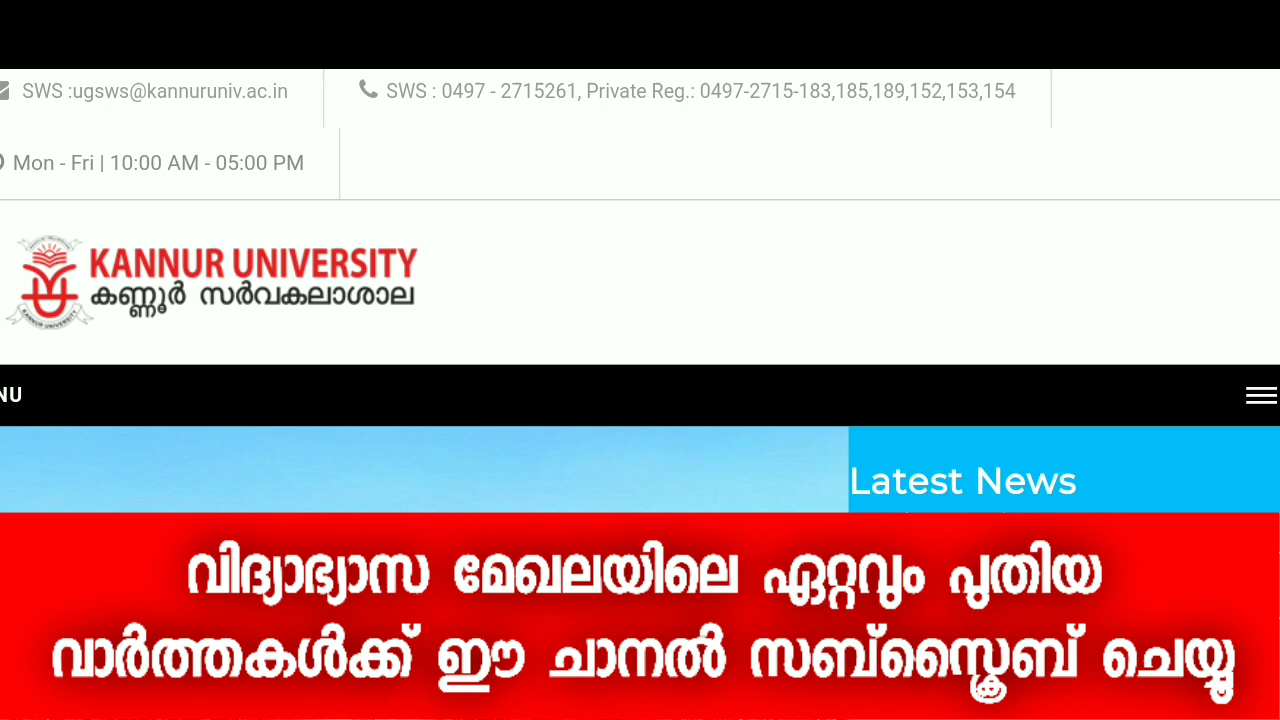 SWS :ugsws@kannuruniv.ac.in
SWS : 0497 - 2715261, Private Reg.: 0497-2715-183,185,189,152,153,154
Mon - Fri | 10:00 AM - 05:00 PM
KANNUR UNIVERSITY
കണ്ണൂർ സർവകലാശാല
KANNUR UNIVERSITY
NU
Latest News
വിദ്യാഭ്യാസ മേഖലയിലെ ഏറ്റവും പുതിയ
വാർത്തകൾക്ക് ഈ ചാനൽ സബ്സ്ക്രൈബ് ചെയ്യൂ